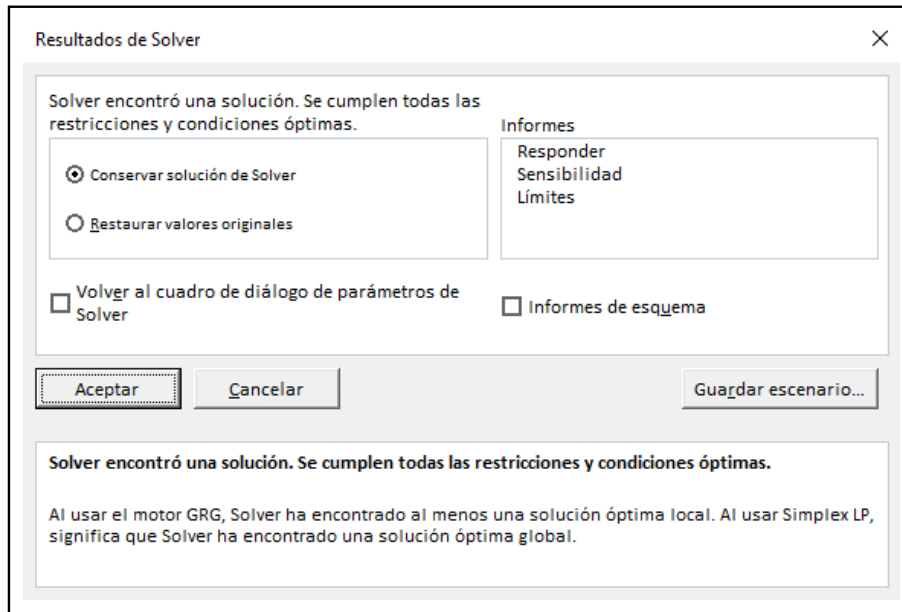 Resultados de Solver
Solver encontró una solución. Se cumplen todas las
restricciones y condiciones óptimas.
Conservar solución de Solver
Restaurar valores originales
Informes
Responder
Sensibilidad
Límites
Volver al cuadro de diálogo de parámetros de
Solver
Informes de esquema
Aceptar
Cancelar
Guardar escenario...
Solver encontró una solución. Se cumplen todas las restricciones y condiciones óptimas.
Al usar el motor GRG, Solver ha encontrado al menos una solución óptima local. Al usar Simplex LP,
significa que Solver ha encontrado una solución óptima global.